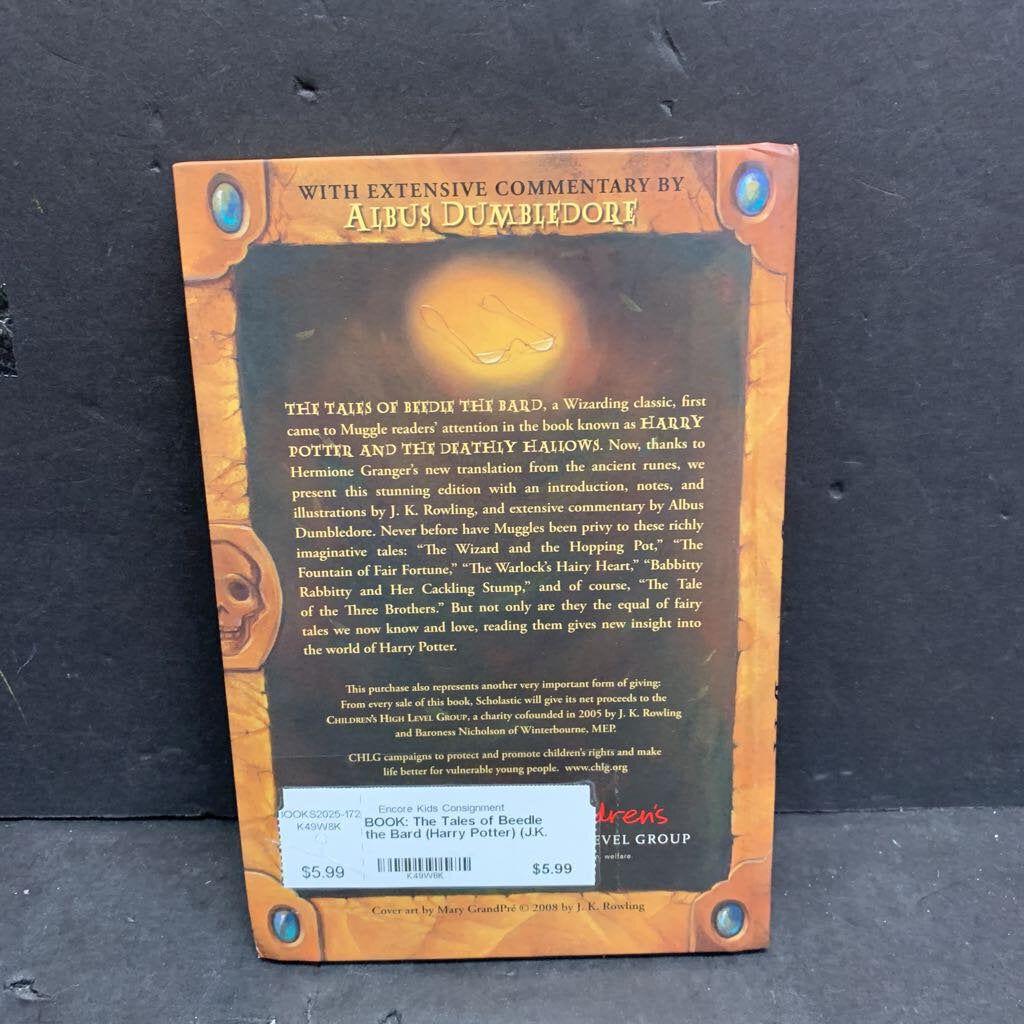 WITH EXTENSIVE COMMENTARY BY
ALBUS DUMBLEDORE
THE TALES OF BEEDLE THE BARD, a Wizarding classic, first
came to Muggle readers' attention in the book known as HARRY
POTTER AND THE DEATHLY HALLOWS. Now, thanks to
Hermione Granger's new translation from the ancient runes, we
present this stunning edition with an introduction, notes, and
illustrations by J. K. Rowling, and extensive commentary by Albus
Dumbledore. Never before have Muggles been privy to these richly
imaginative tales: “The Wizard and the Hopping Pot,” “The
Fountain of Fair Fortune,” “The Warlock's Hairy Heart,” “Babbitty
Rabbitty and Her Cackling Stump,” and of course, “The Tale
of the Three Brothers.” But not only are they the equal of fairy
tales we now know and love, reading them gives new insight into
the world of Harry Potter.
This purchase also represents another very important form of giving:
From every sale of this book, Scholastic will give its net proceeds to the
CHILDREN'S HIGH LEVEL GROUP, a charity cofounded in 2005 by J. K. Rowling
and Baroness Nicholson of Winterbourne, MEP.
CHLG campaigns to protect and promote children's rights and make
life better for vulnerable young people. www.chlg.org
dren's
EVEL GROUP
welfare.
OOKS2025-172
K49W8K
$5.99
Encore Kids Consignment
BOOK: The Tales of Beedle
the Bard (Harry Potter) (J.K.
K49W8K
$5.99
Cover art by Mary GrandPré © 2008 by J. K. Rowling